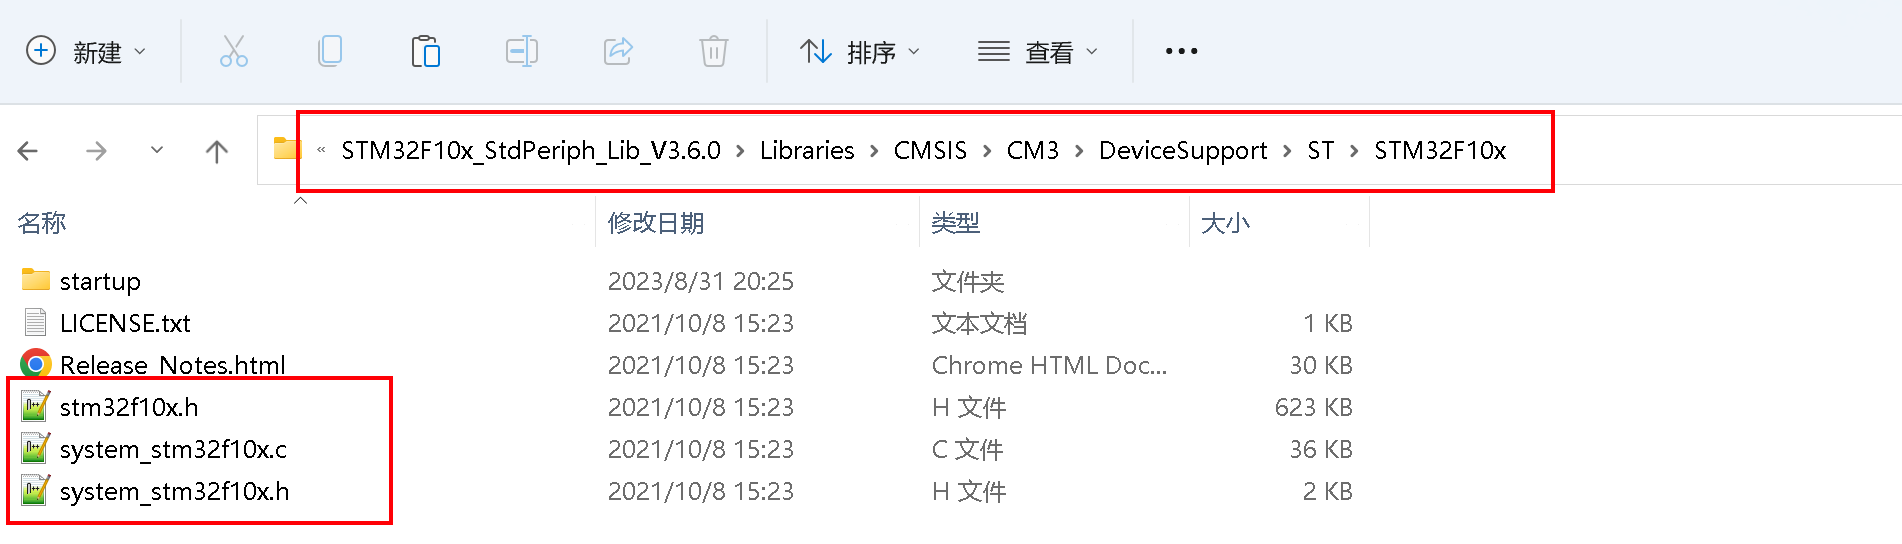 新建 排序 查看
« STM32F10x_StdPeriph_Lib_V3.6.0 > Libraries > CMSIS > CM3 > DeviceSupport > ST > STM32F10x
名称 修改日期 类型 大小
startup 2023/8/31 20:25 文件夹
LICENSE.txt 2021/10/8 15:23 文本文档 1 KB
Release_Notes.html 2021/10/8 15:23 Chrome HTML Doc... 30 KB
stm32f10x.h 2021/10/8 15:23 H 文件 623 KB
system_stm32f10x.c 2021/10/8 15:23 C 文件 36 KB
system_stm32f10x.h 2021/10/8 15:23 H 文件 2 KB